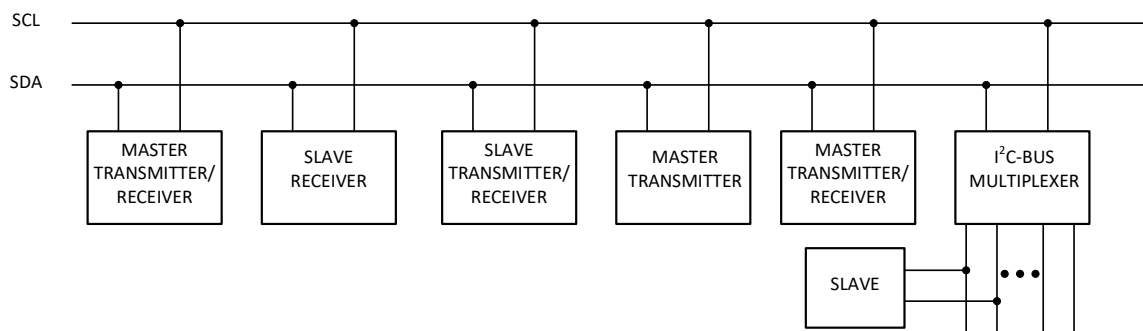 SCL
SDA
MASTER
TRANSMITTER/
RECEIVER
SLAVE
RECEIVER
SLAVE
TRANSMITTER/
RECEIVER
MASTER
TRANSMITTER
MASTER
TRANSMITTER/
RECEIVER
I²C-BUS
MULTIPLEXER
SLAVE